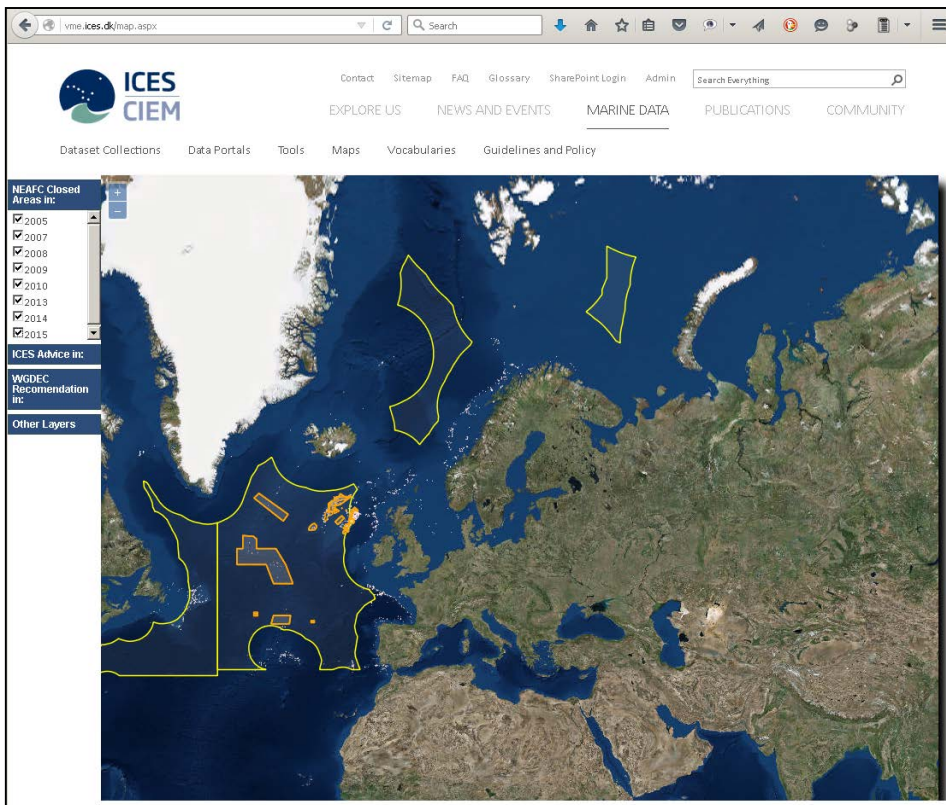 vme.ices.dk/map.aspx
Search
ICES
CIEM
Contact Sitemap FAQ Glossary SharePoint Login Admin
Search Everything
EXPLORE US NEWS AND EVENTS MARINE DATA PUBLICATIONS COMMUNITY
Dataset Collections Data Portals Tools Maps Vocabularies Guidelines and Policy
NEAFC Closed
Areas in:
+
2005
–
2007
2008
2009
2010
2013
2014
2015
ICES Advice in:
WGDEC
Recomendation
in:
Other Layers